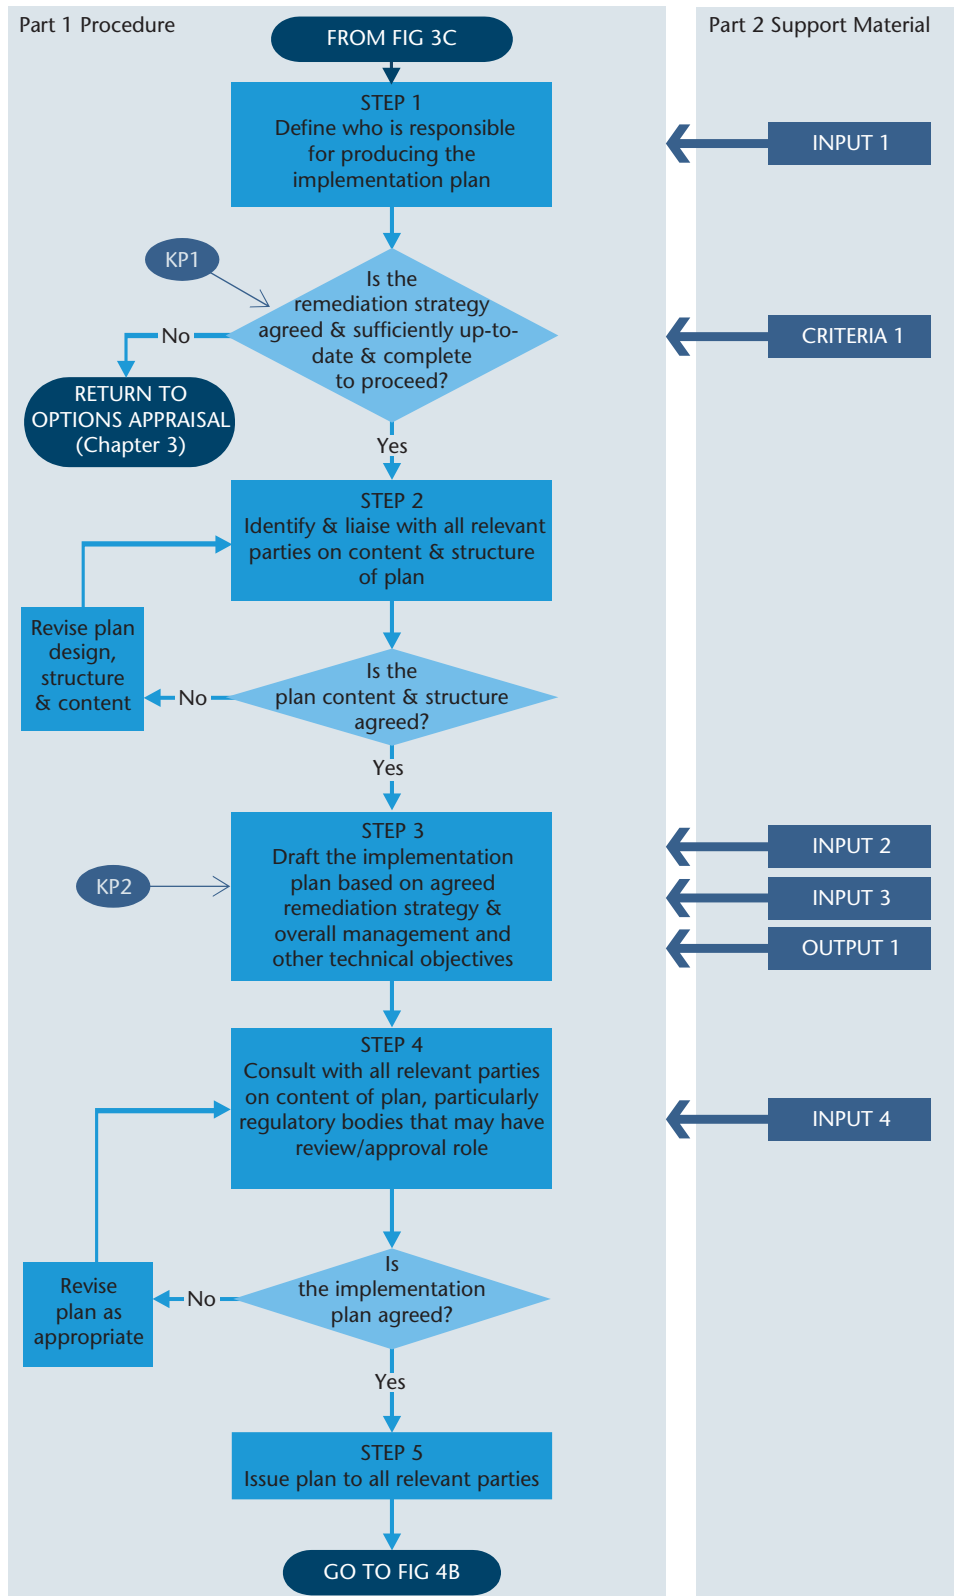 Part 1 Procedure
Part 2 Support Material
FROM FIG 3C
STEP 1
Define who is responsible
for producing the
implementation plan
INPUT 1
KP1
Is the
remediation strategy
agreed & sufficiently up-to-
date & complete
to proceed?
CRITERIA 1
No
RETURN TO
OPTIONS APPRAISAL
(Chapter 3)
Yes
STEP 2
Identify & liaise with all relevant
parties on content & structure
of plan
Revise plan
design,
structure
& content
No
Is the
plan content & structure
agreed?
Yes
STEP 3
Draft the implementation
plan based on agreed
remediation strategy &
overall management and
other technical objectives
KP2
INPUT 2
INPUT 3
OUTPUT 1
STEP 4
Consult with all relevant parties
on content of plan, particularly
regulatory bodies that may have
review/approval role
INPUT 4
Revise
plan as
appropriate
No
Is
the implementation
plan agreed?
Yes
STEP 5
Issue plan to all relevant parties
GO TO FIG 4B